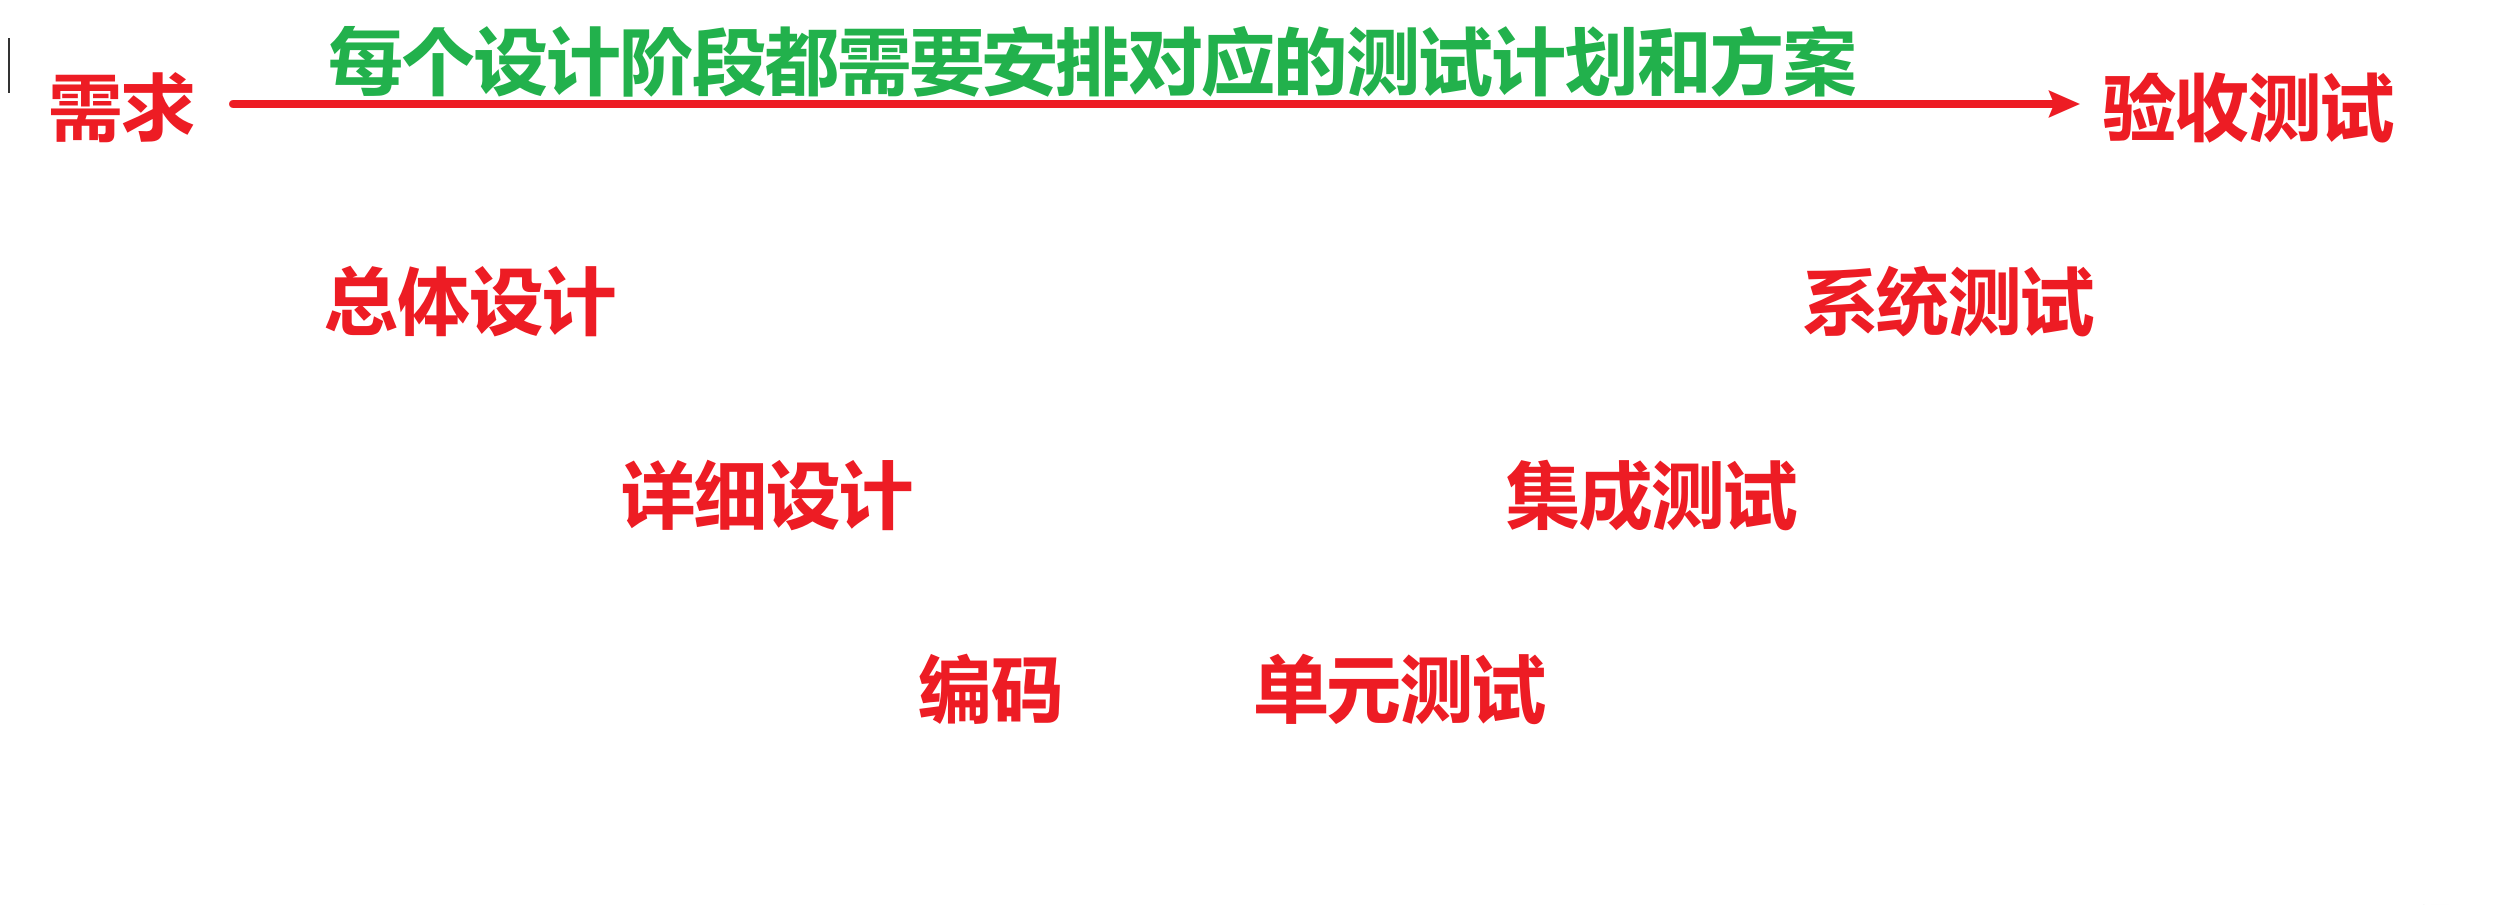 每个设计阶段都需要安排对应的测试计划和方案
需求
验收测试
总体设计
系统测试
详细设计
集成测试
编码
单元测试